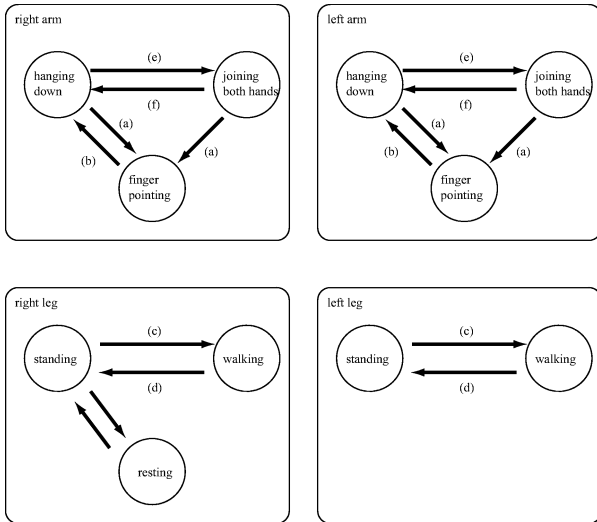 right arm
(e)
hanging
down
joining
both hands
(f)
(a)
(b)
(a)
finger
pointing
left arm
(e)
hanging
down
joining
both hands
(f)
(a)
(b)
(a)
finger
pointing
right leg
(c)
standing
walking
(d)
resting
left leg
(c)
standing
walking
(d)